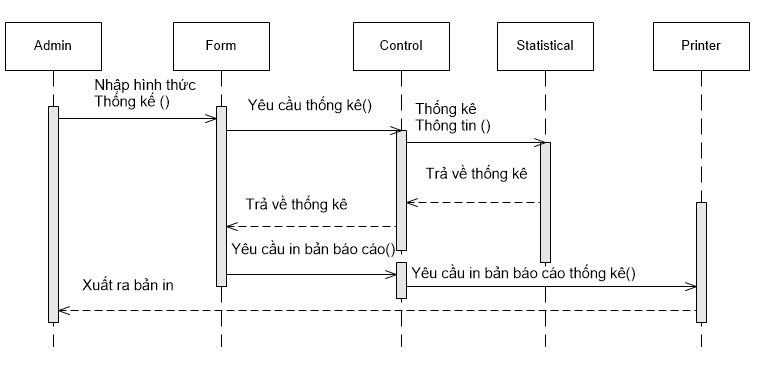 Admin
Form
Control
Statistical
Printer
Nhập hình thức
Thống kế ()
Yêu cầu thống kê()
Thống kê
Thông tin ()
Trả về thống kê
Trả về thống kê
Yêu cầu in bản báo cáo()
Yêu cầu in bản báo cáo thống kê()
Xuất ra bản in